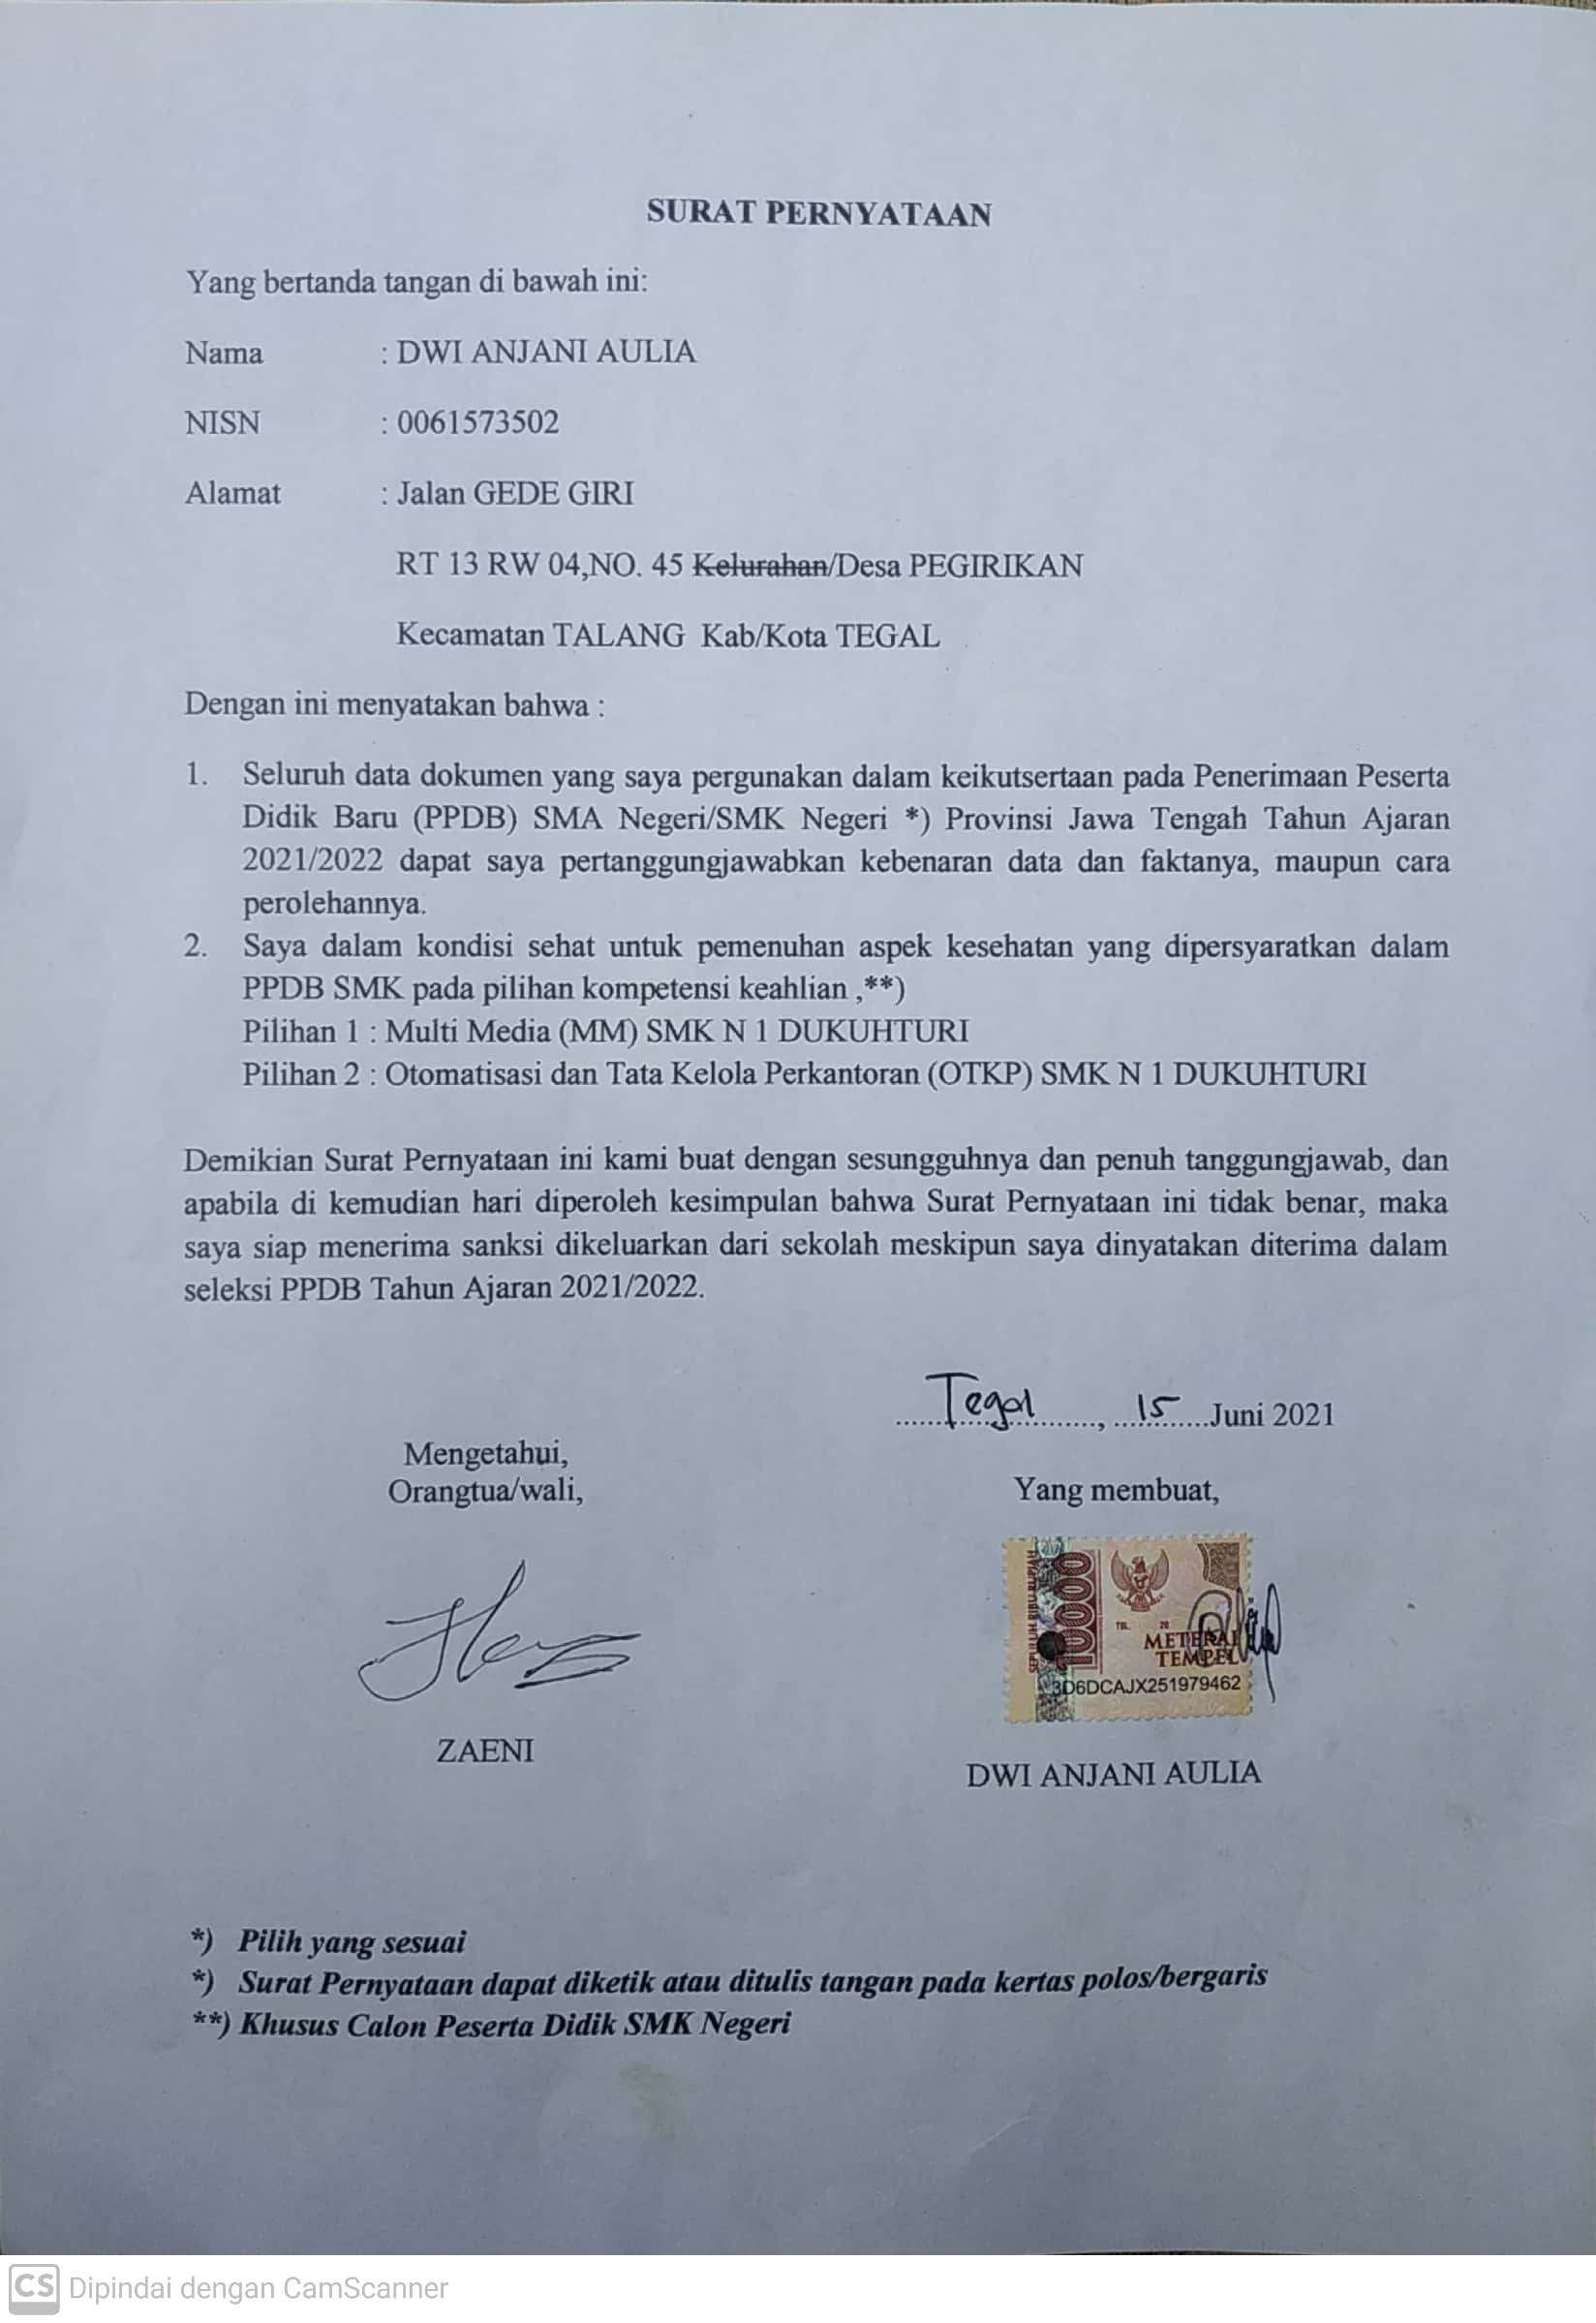 SURAT PERNYATAAN
Yang bertanda tangan di bawah ini:
Nama : DWI ANJANI AULIA
NISN : 0061573502
Alamat : Jalan GEDE GIRI
RT 13 RW 04,NO. 45 Kelurahan/Desa PEGIRIKAN
Kecamatan TALANG Kab/Kota TEGAL
Dengan ini menyatakan bahwa :
1. Seluruh data dokumen yang saya pergunakan dalam keikutsertaan pada Penerimaan Peserta
Didik Baru (PPDB) SMA Negeri/SMK Negeri *) Provinsi Jawa Tengah Tahun Ajaran
2021/2022 dapat saya pertanggungjawabkan kebenaran data dan faktanya, maupun cara
perolehannya.
2. Saya dalam kondisi sehat untuk pemenuhan aspek kesehatan yang dipersyaratkan dalam
PPDB SMK pada pilihan kompetensi keahlian ,**)
Pilihan 1 : Multi Media (MM) SMK N 1 DUKUHTURI
Pilihan 2 : Otomatisasi dan Tata Kelola Perkantoran (OTKP) SMK N 1 DUKUHTURI
Demikian Surat Pernyataan ini kami buat dengan sesungguhnya dan penuh tanggungjawab, dan
apabila di kemudian hari diperoleh kesimpulan bahwa Surat Pernyataan ini tidak benar, maka
saya siap menerima sanksi dikeluarkan dari sekolah meskipun saya dinyatakan diterima dalam
seleksi PPDB Tahun Ajaran 2021/2022.
Tegal, 15 Juni 2021
Mengetahui,
Orangtua/wali,
Yang membuat,
SEPULUH RIBU RUPIAH
10000
TGL. 20
METERAI
TEMPEL
3D6DCAJX251979462
ZAENI
DWI ANJANI AULIA
*) Pilih yang sesuai
*) Surat Pernyataan dapat diketik atau ditulis tangan pada kertas polos/bergaris
**) Khusus Calon Peserta Didik SMK Negeri
CS Dipindai dengan CamScanner